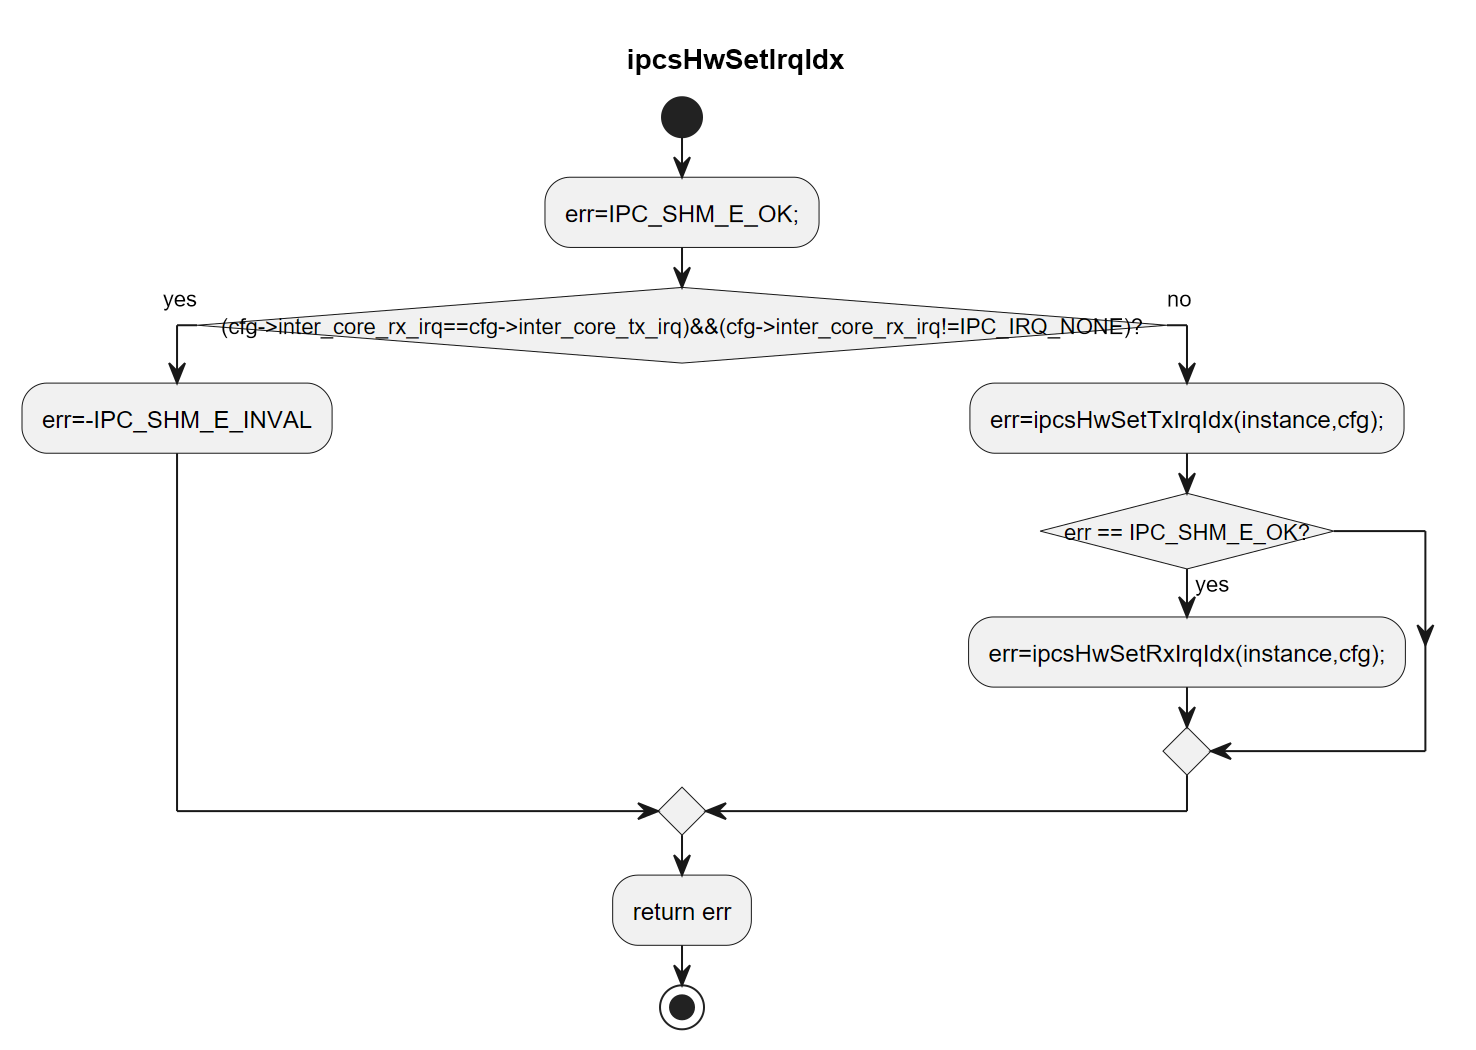 ipcsHwSetIrqIdx
err=IPC_SHM_E_OK;
yes
no
(cfg->inter_core_rx_irq==cfg->inter_core_tx_irq)&&(cfg->inter_core_rx_irq!=IPC_IRQ_NONE)?
err=-IPC_SHM_E_INVAL
err=ipcsHwSetTxIrqIdx(instance,cfg);
err == IPC_SHM_E_OK?
yes
err=ipcsHwSetRxIrqIdx(instance,cfg);
return err